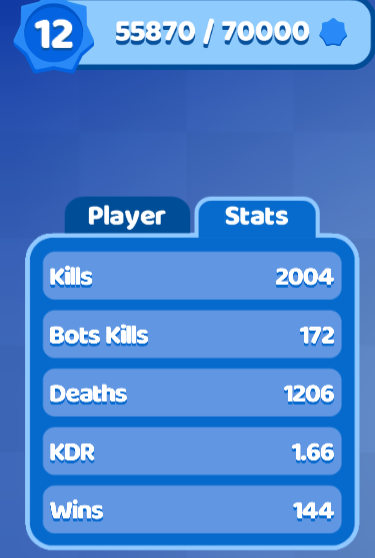 12 55870 / 70000
Player Stats
Kills 2004
Bots Kills 172
Deaths 1206
KDR 1.66
Wins 144